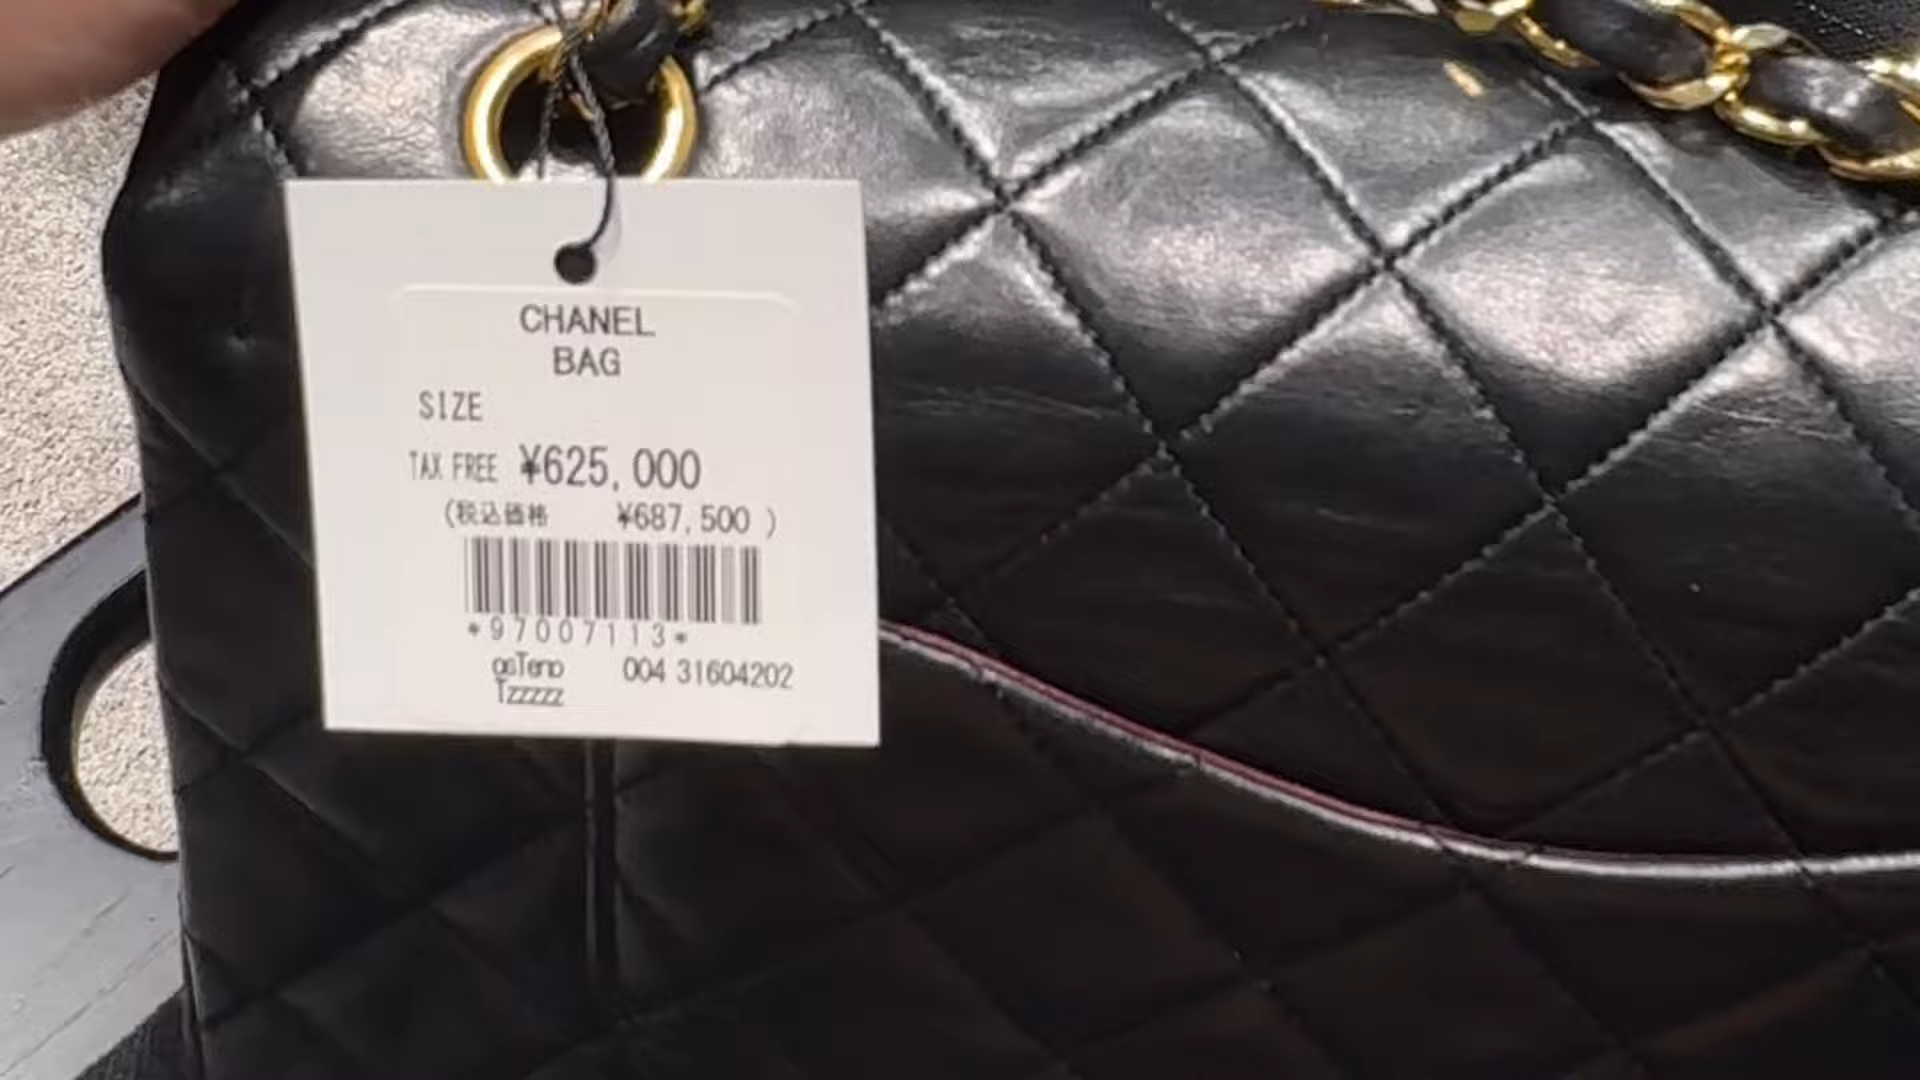 CHANEL
BAG
SIZE
TAX FREE ¥625,000
(税込価格 ¥687,500 )
*97007113*
004 31604202